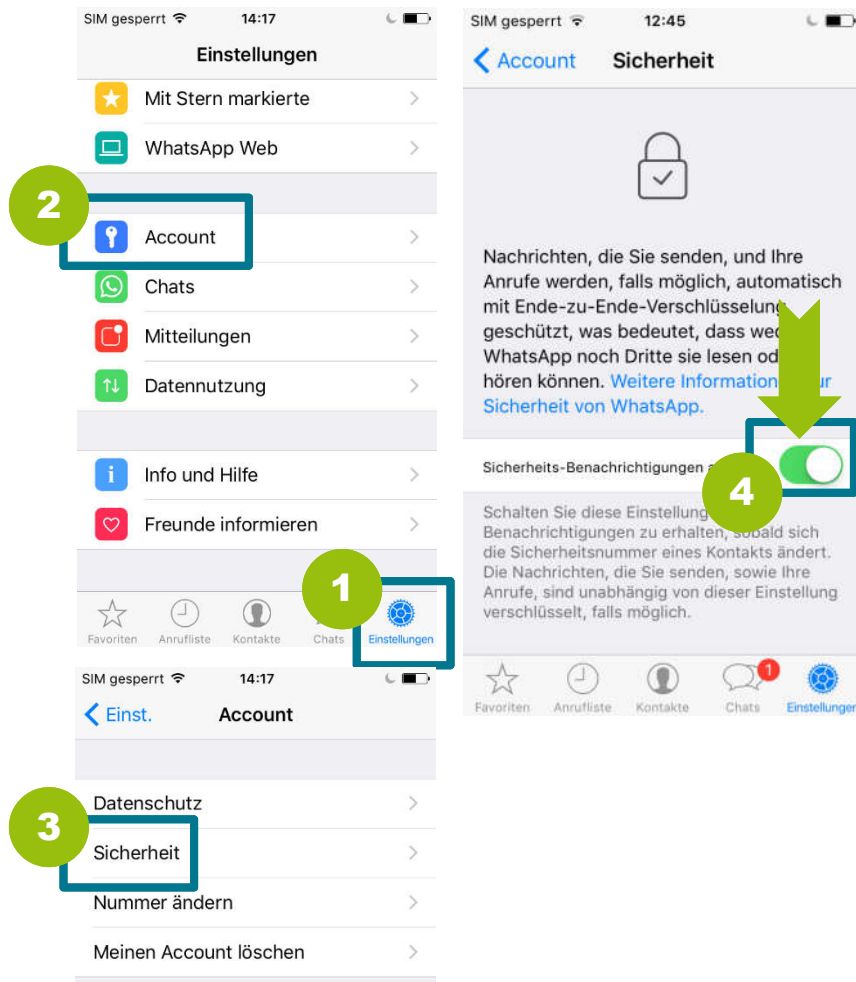 SIM gesperrt 14:17
Einstellungen
Mit Stern markierte
WhatsApp Web
2
Account
Chats
Mitteilungen
Datennutzung
Info und Hilfe
Freunde informieren
1
Favoriten Anrufliste Kontakte Chats Einstellungen
SIM gesperrt 14:17
Einst. Account
Datenschutz
3
Sicherheit
Nummer ändern
Meinen Account löschen
SIM gesperrt 12:45
Account Sicherheit
Nachrichten, die Sie senden, und Ihre
Anrufe werden, falls möglich, automatisch
mit Ende-zu-Ende-Verschlüsselung
geschützt, was bedeutet, dass
WhatsApp noch Dritte sie lesen
hören können. Weitere
Sicherheit von WhatsApp.
Sicherheits-Benachrichtigungen
4
Schalten Sie diese Einstellung
Benachrichtigungen zu erhalten, sobald sich
die Sicherheitsnummer eines Kontakts ändert.
Die Nachrichten, die Sie senden, sowie Ihre
Anrufe, sind unabhängig von dieser Einstellung
verschlüsselt, falls möglich.
1
Favoriten Anrufliste Kontakte Chats Einstellungen